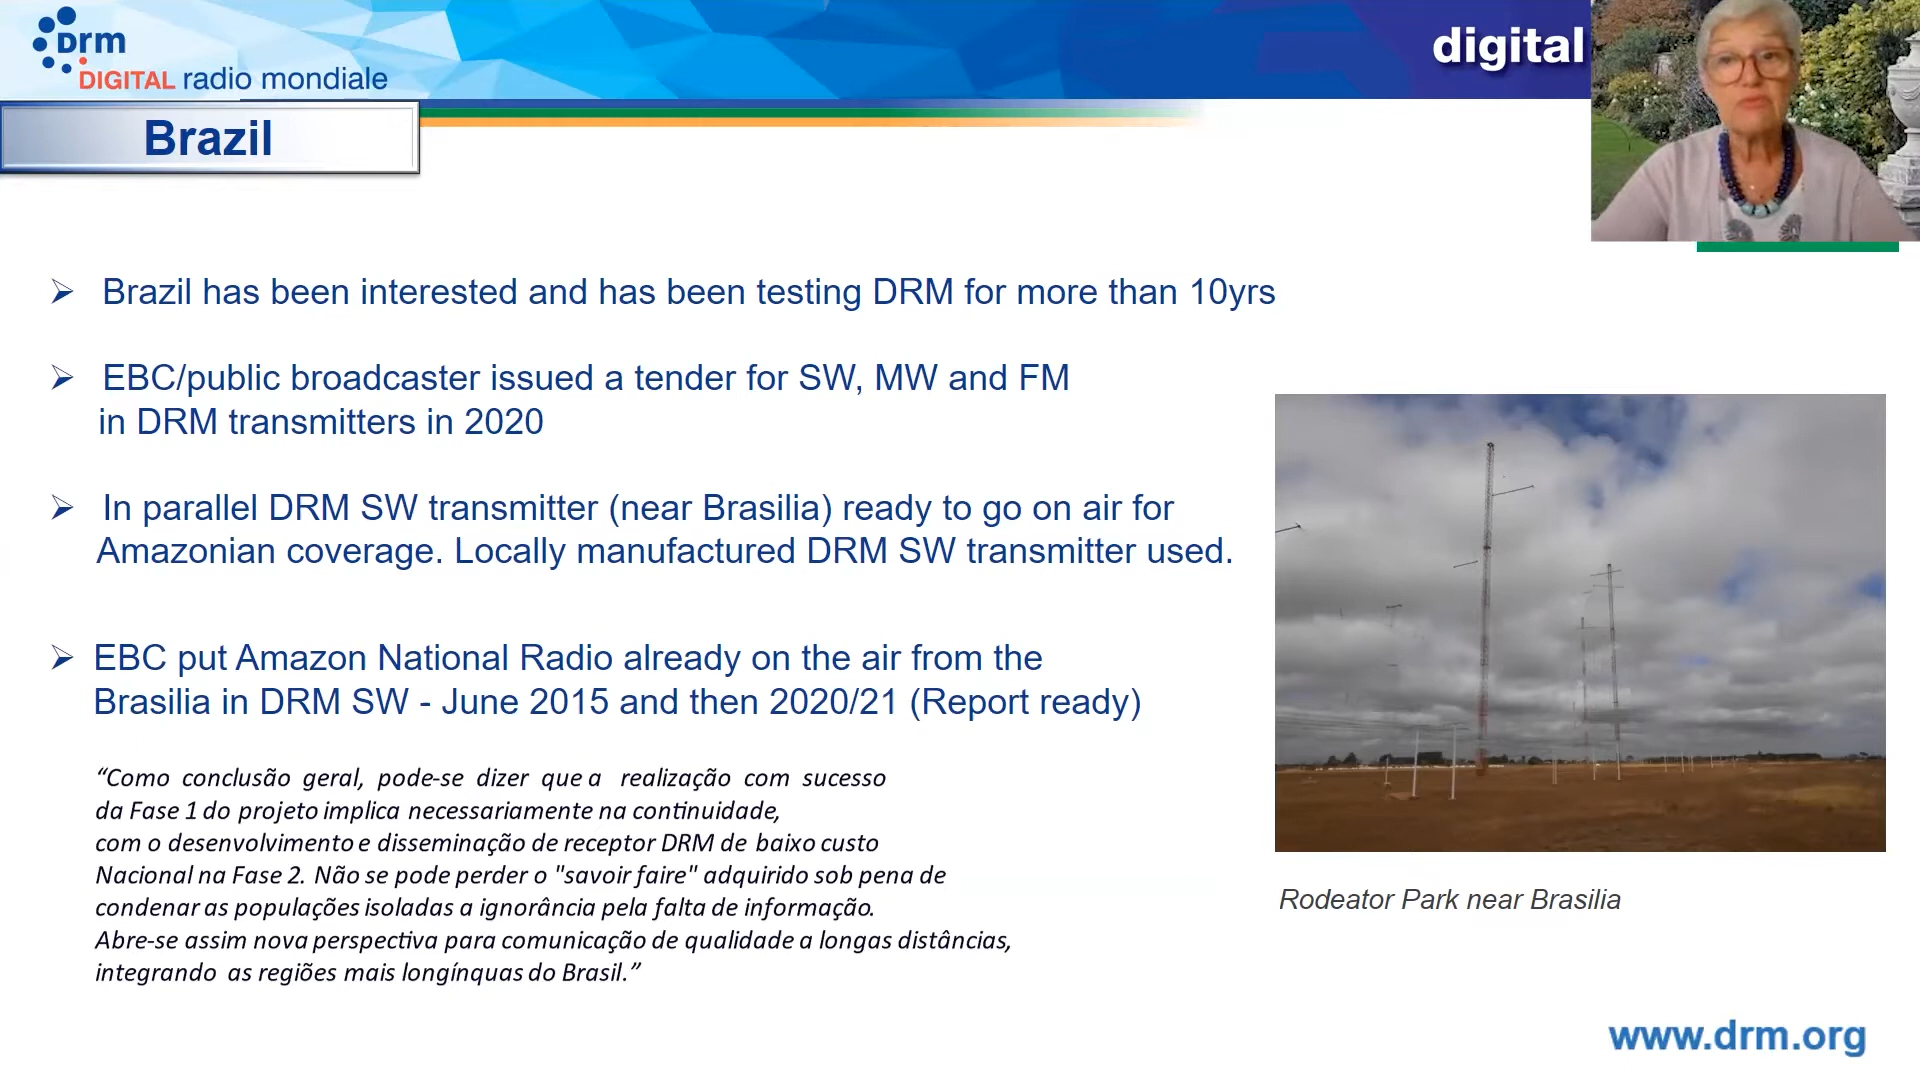 Drm
DIGITAL radio mondiale
digital
Brazil
Brazil has been interested and has been testing DRM for more than 10yrs
EBC/public broadcaster issued a tender for SW, MW and FM
in DRM transmitters in 2020
In parallel DRM SW transmitter (near Brasilia) ready to go on air for
Amazonian coverage. Locally manufactured DRM SW transmitter used.
EBC put Amazon National Radio already on the air from the
Brasilia in DRM SW - June 2015 and then 2020/21 (Report ready)
“Como conclusão geral, pode-se dizer que a realização com sucesso
da Fase 1 do projeto implica necessariamente na continuidade,
com o desenvolvimento e disseminação de receptor DRM de baixo custo
Nacional na Fase 2. Não se pode perder o "savoir faire" adquirido sob pena de
condenar as populações isoladas a ignorância pela falta de informação.
Abre-se assim nova perspectiva para comunicação de qualidade a longas distâncias,
integrando as regiões mais longínquas do Brasil.”
Rodeator Park near Brasilia
www.drm.org